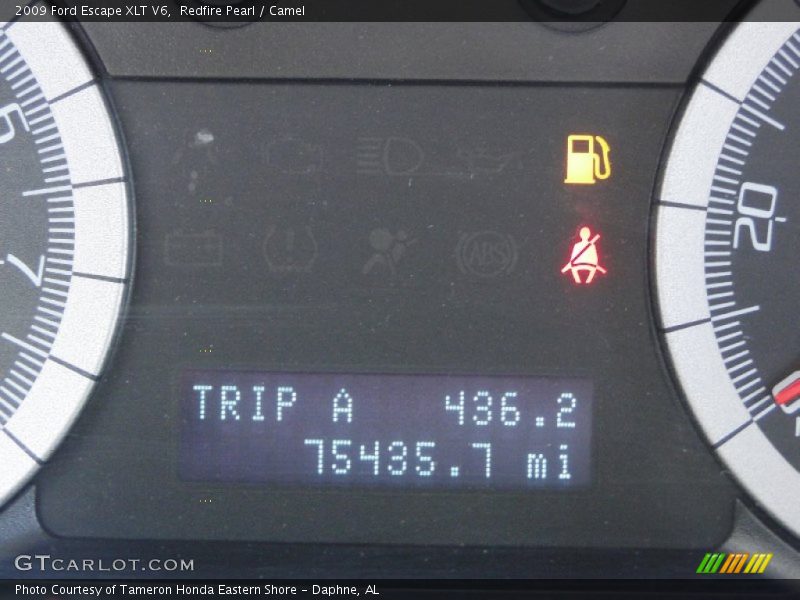 2009 Ford Escape XLT V6, Redfire Pearl / Camel
6
7
20
ABS
TRIP A 436.2
75435.7 mi
GTCARLOT.COM
Photo Courtesy of Tameron Honda Eastern Shore – Daphne, AL